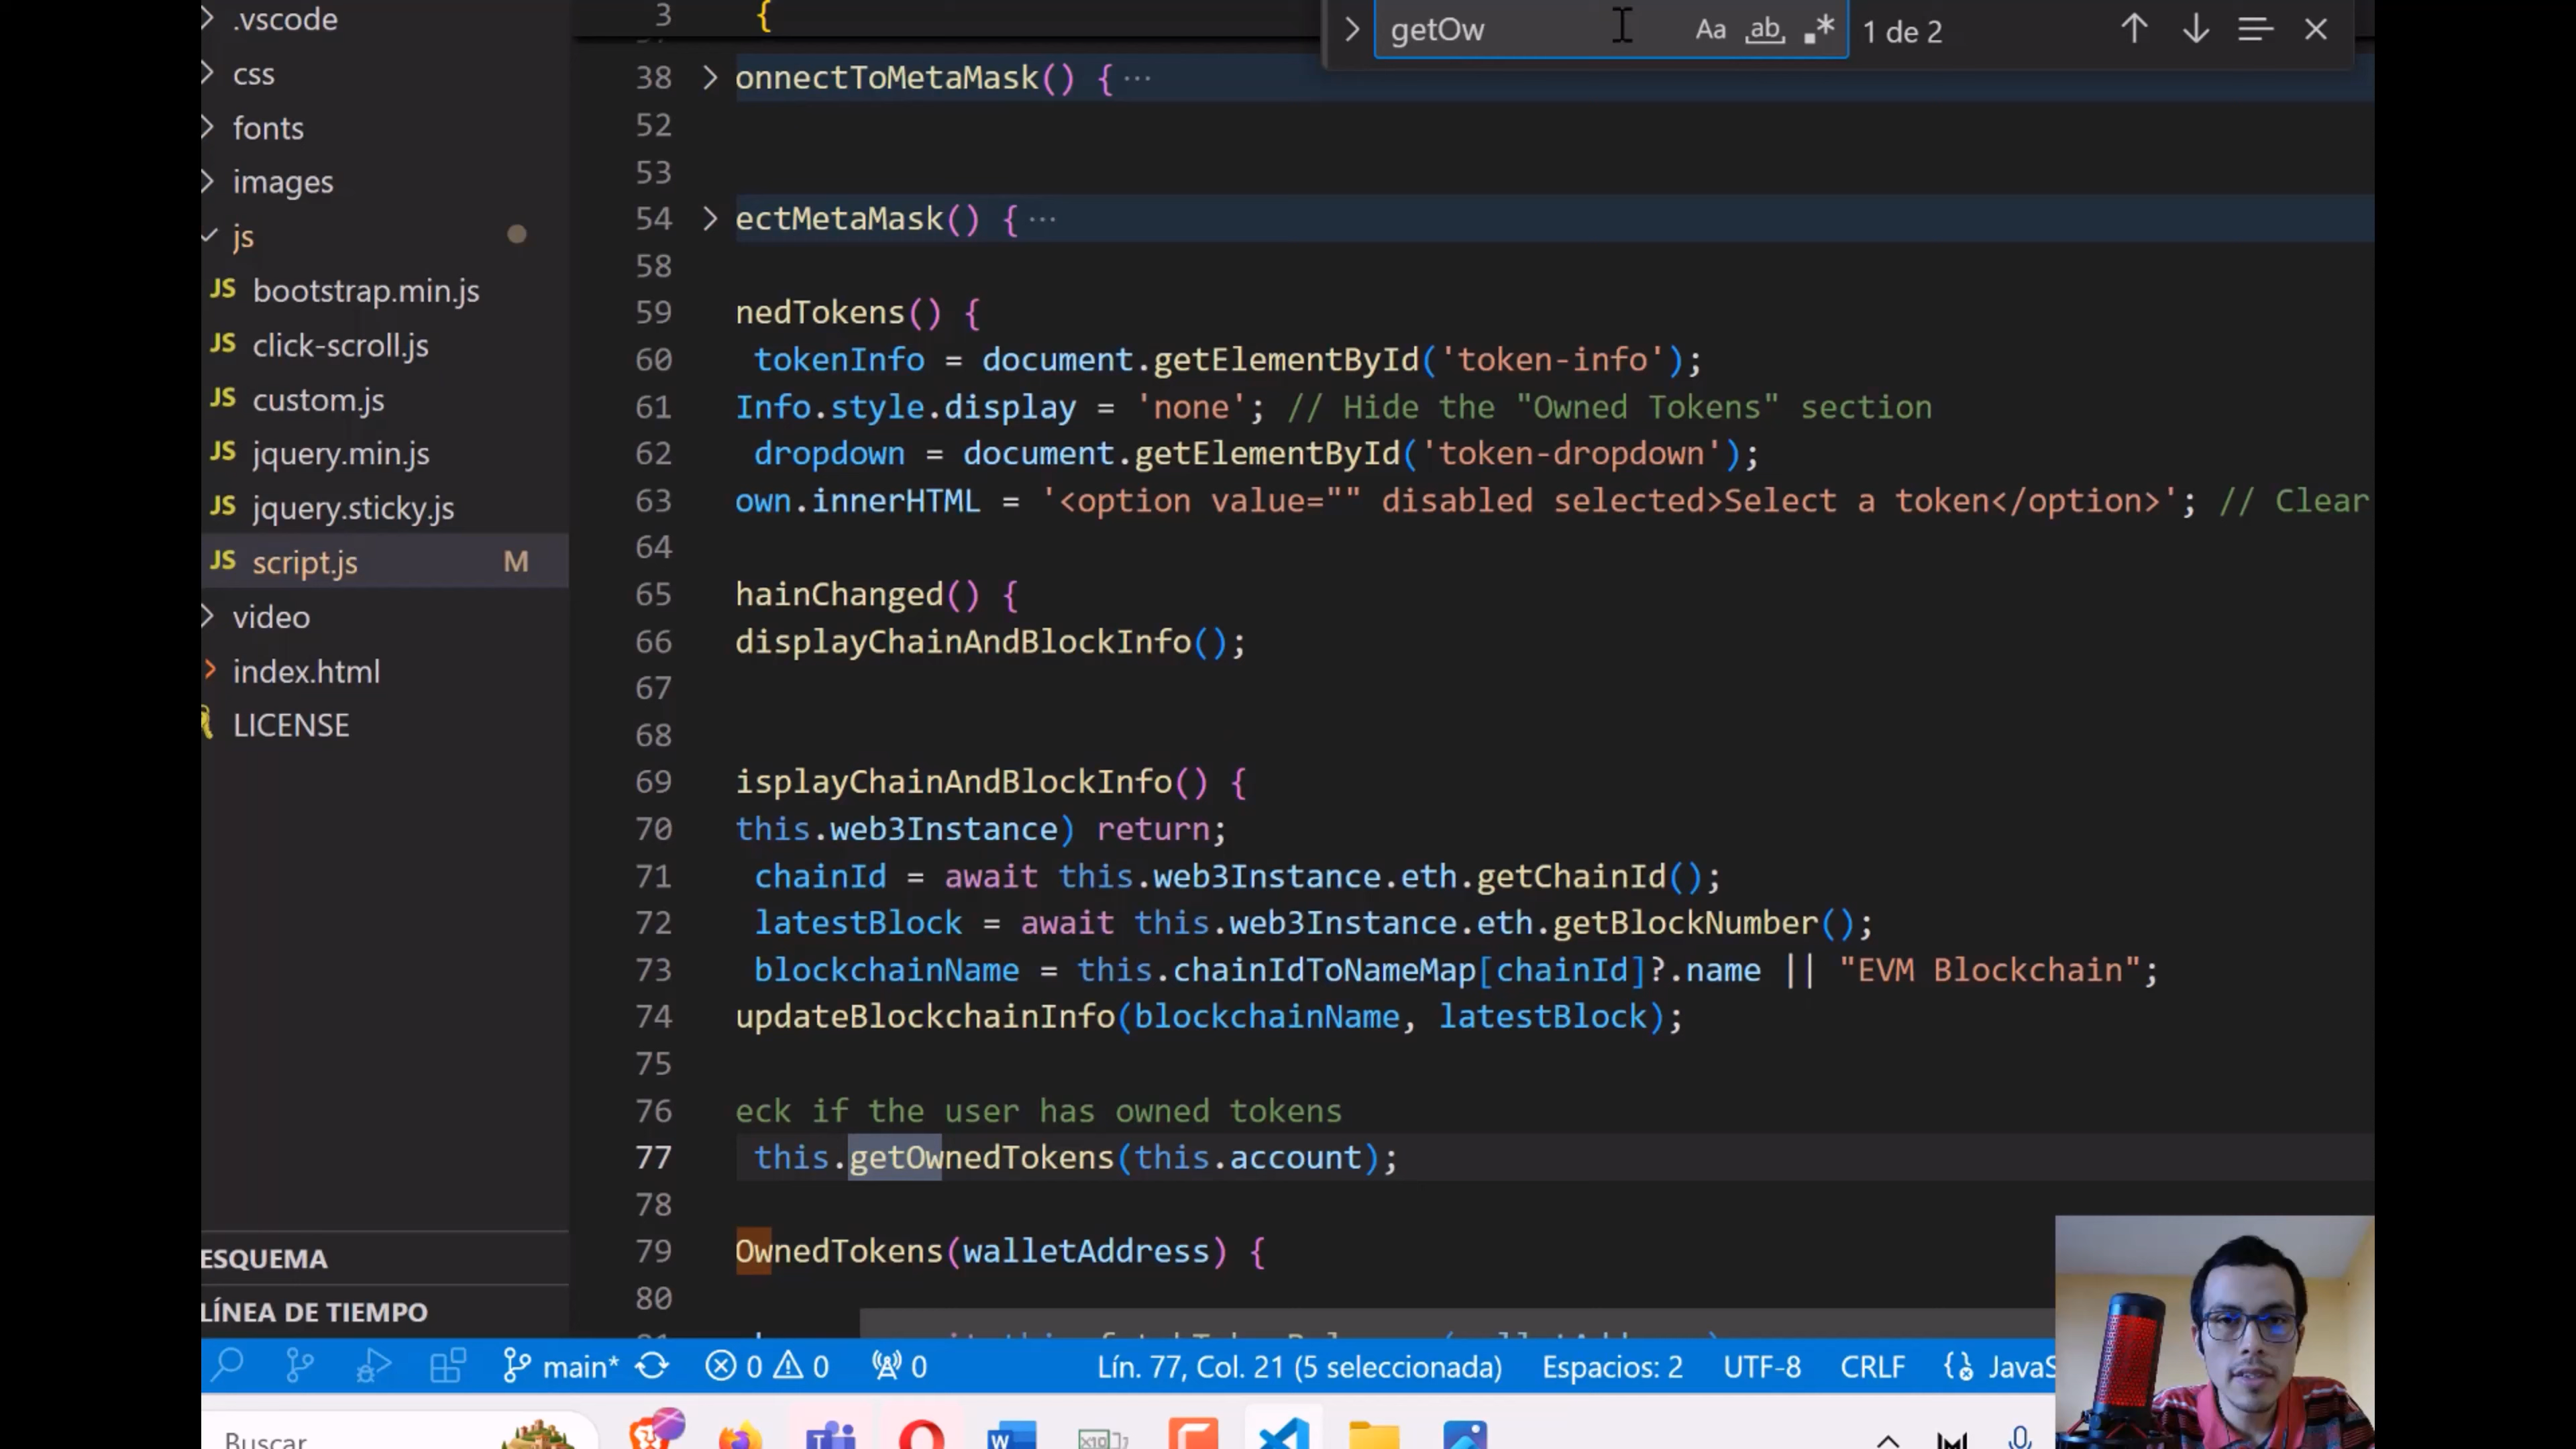 .vscode
css
fonts
images
js
JS bootstrap.min.js
JS click-scroll.js
JS custom.js
JS jquery.min.js
JS jquery.sticky.js
JS script.js M
video
index.html
LICENSE
ESQUEMA
LÍNEA DE TIEMPO
getOw Aa ab .* 1 de 2
3 {
38 onnectToMetaMask() { ...
52
53
54 ectMetaMask() { ...
58
59 nedTokens() {
60 tokenInfo = document.getElementById('token-info');
61 Info.style.display = 'none'; // Hide the "Owned Tokens" section
62 dropdown = document.getElementById('token-dropdown');
63 own.innerHTML = '<option value="" disabled selected>Select a token</option>'; // Clear
64
65 hainChanged() {
66 displayChainAndBlockInfo();
67
68
69 isplayChainAndBlockInfo() {
70 this.web3Instance) return;
71 chainId = await this.web3Instance.eth.getChainId();
72 latestBlock = await this.web3Instance.eth.getBlockNumber();
73 blockchainName = this.chainIdToNameMap[chainId]?.name || "EVM Blockchain";
74 updateBlockchainInfo(blockchainName, latestBlock);
75
76 eck if the user has owned tokens
77 this.getOwnedTokens(this.account);
78
79 OwnedTokens(walletAddress) {
80
main* 0 0 0 Lín. 77, Col. 21 (5 seleccionada) Espacios: 2 UTF-8 CRLF {} JavaS
Buscar